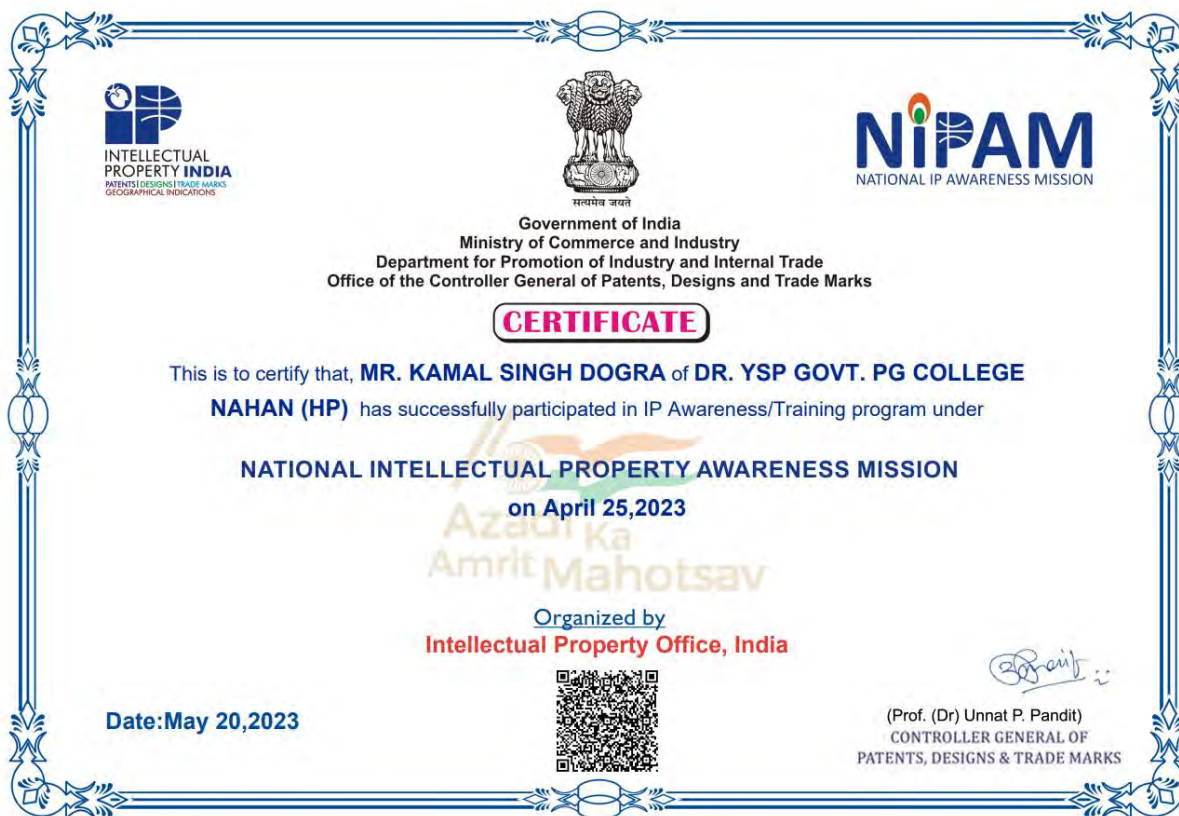 iP
INTELLECTUAL
PROPERTY INDIA
PATENTS | DESIGNS | TRADE MARKS
GEOGRAPHICAL INDICATIONS
सत्यमेव जयते
NiPAM
NATIONAL IP AWARENESS MISSION
Government of India
Ministry of Commerce and Industry
Department for Promotion of Industry and Internal Trade
Office of the Controller General of Patents, Designs and Trade Marks
CERTIFICATE
This is to certify that, MR. KAMAL SINGH DOGRA of DR. YSP GOVT. PG COLLEGE
NAHAN (HP) has successfully participated in IP Awareness/Training program under
NATIONAL INTELLECTUAL PROPERTY AWARENESS MISSION
on April 25,2023
Azadi Ka
Amrit Mahotsav
Organized by
Intellectual Property Office, India
Date:May 20,2023
(Prof. (Dr) Unnat P. Pandit)
CONTROLLER GENERAL OF
PATENTS, DESIGNS & TRADE MARKS